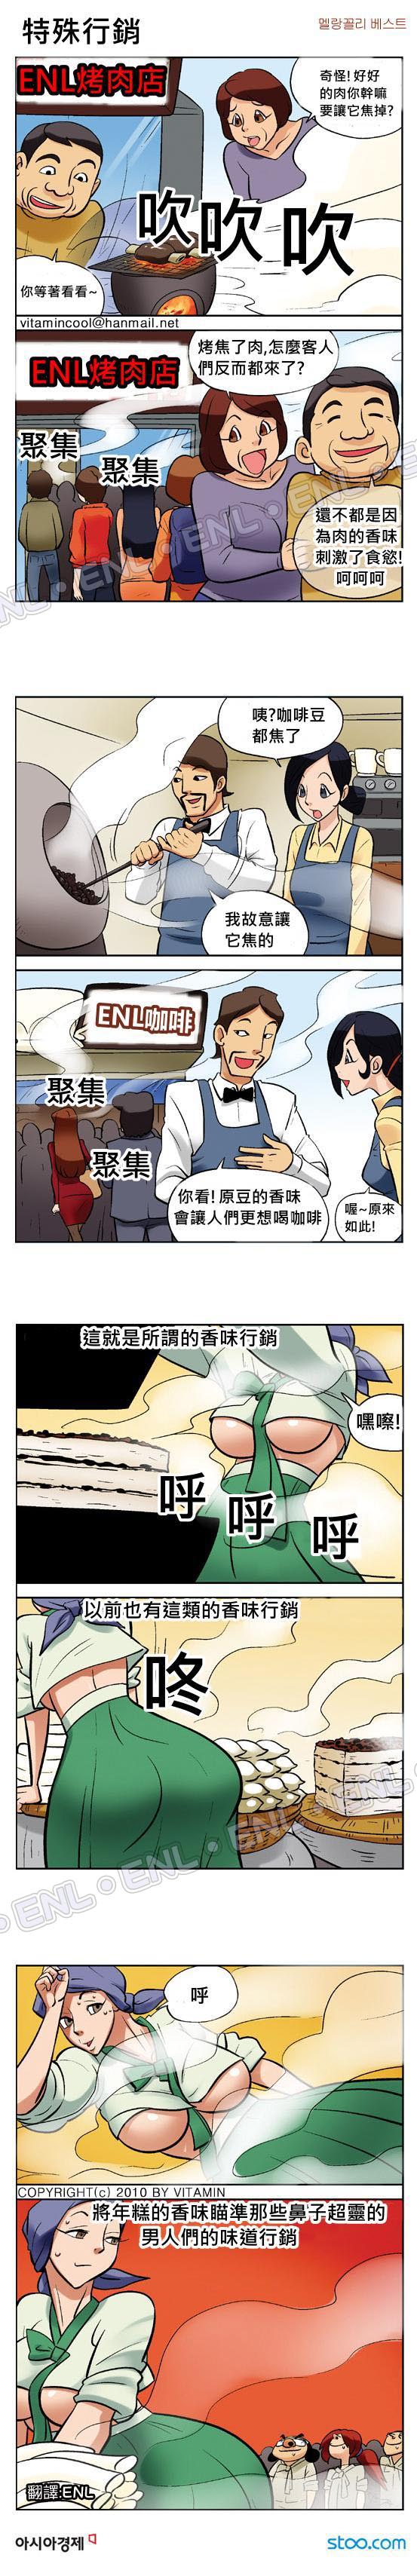 特殊行銷
멜랑꼴리 베스트
ENL烤肉店
奇怪! 好好
的肉你幹嘛
要讓它焦掉?
吹吹吹
你等著看看~
vitamincool@hanmail.net
ENL烤肉店
烤焦了肉,怎麼客人
們反而都來了?
聚集
聚集
還不都是因
為肉的香味
刺激了食慾!
呵呵呵
咦?咖啡豆
都焦了
我故意讓
它焦的
ENL咖啡
聚集
聚集
你看! 原豆的香味
會讓人們更想喝咖啡
喔~原來
如此!
這就是所謂的香味行銷
嘿嚓!
呼呼呼
以前也有這類的香味行銷
咚
呼
COPYRIGHT(c) 2010 BY VITAMIN
將年糕的香味瞄準那些鼻子超靈的
男人們的味道行銷
翻譯:ENL
아시아경제
stoo.com